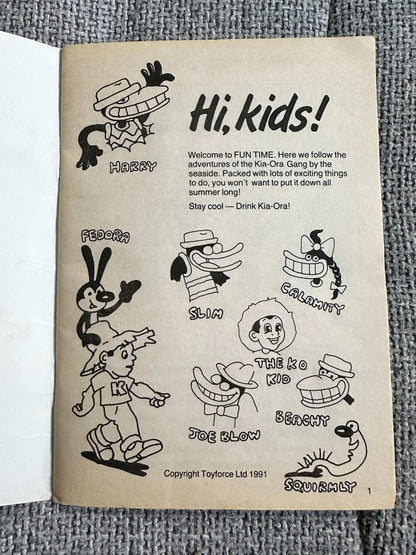 Hi, kids!
HARRY
Welcome to FUN TIME. Here we follow the
adventures of the Kia-Ora Gang by the
seaside. Packed with lots of exciting things
to do, you won't want to put it down all
summer long!
Stay cool — Drink Kia-Ora!
FEDORA
SLIM
CALAMITY
K
THE KO
KID
JOE BLOW
BEACHY
SQUIRMLY
Copyright Toyforce Ltd 1991
1